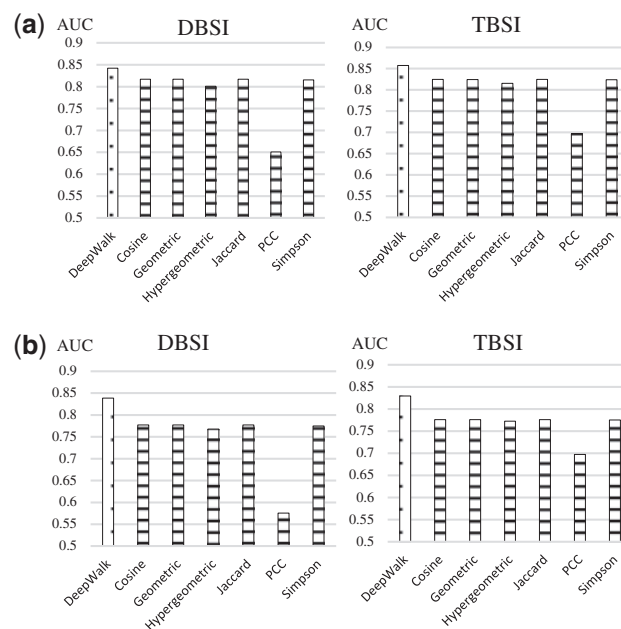 (a) AUC DBSI
0.9
0.85
0.8
0.75
0.7
0.65
0.6
0.55
0.5
DeepWalk
Cosine
Geometric
Hypergeometric
Jaccard
PCC
Simpson
AUC TBSI
0.9
0.85
0.8
0.75
0.7
0.65
0.6
0.55
0.5
DeepWalk
Cosine
Geometric
Hypergeometric
Jaccard
PCC
Simpson
(b) AUC DBSI
0.9
0.85
0.8
0.75
0.7
0.65
0.6
0.55
0.5
DeepWalk
Cosine
Geometric
Hypergeometric
Jaccard
PCC
Simpson
AUC TBSI
0.9
0.85
0.8
0.75
0.7
0.65
0.6
0.55
0.5
DeepWalk
Cosine
Geometric
Hypergeometric
Jaccard
PCC
Simpson